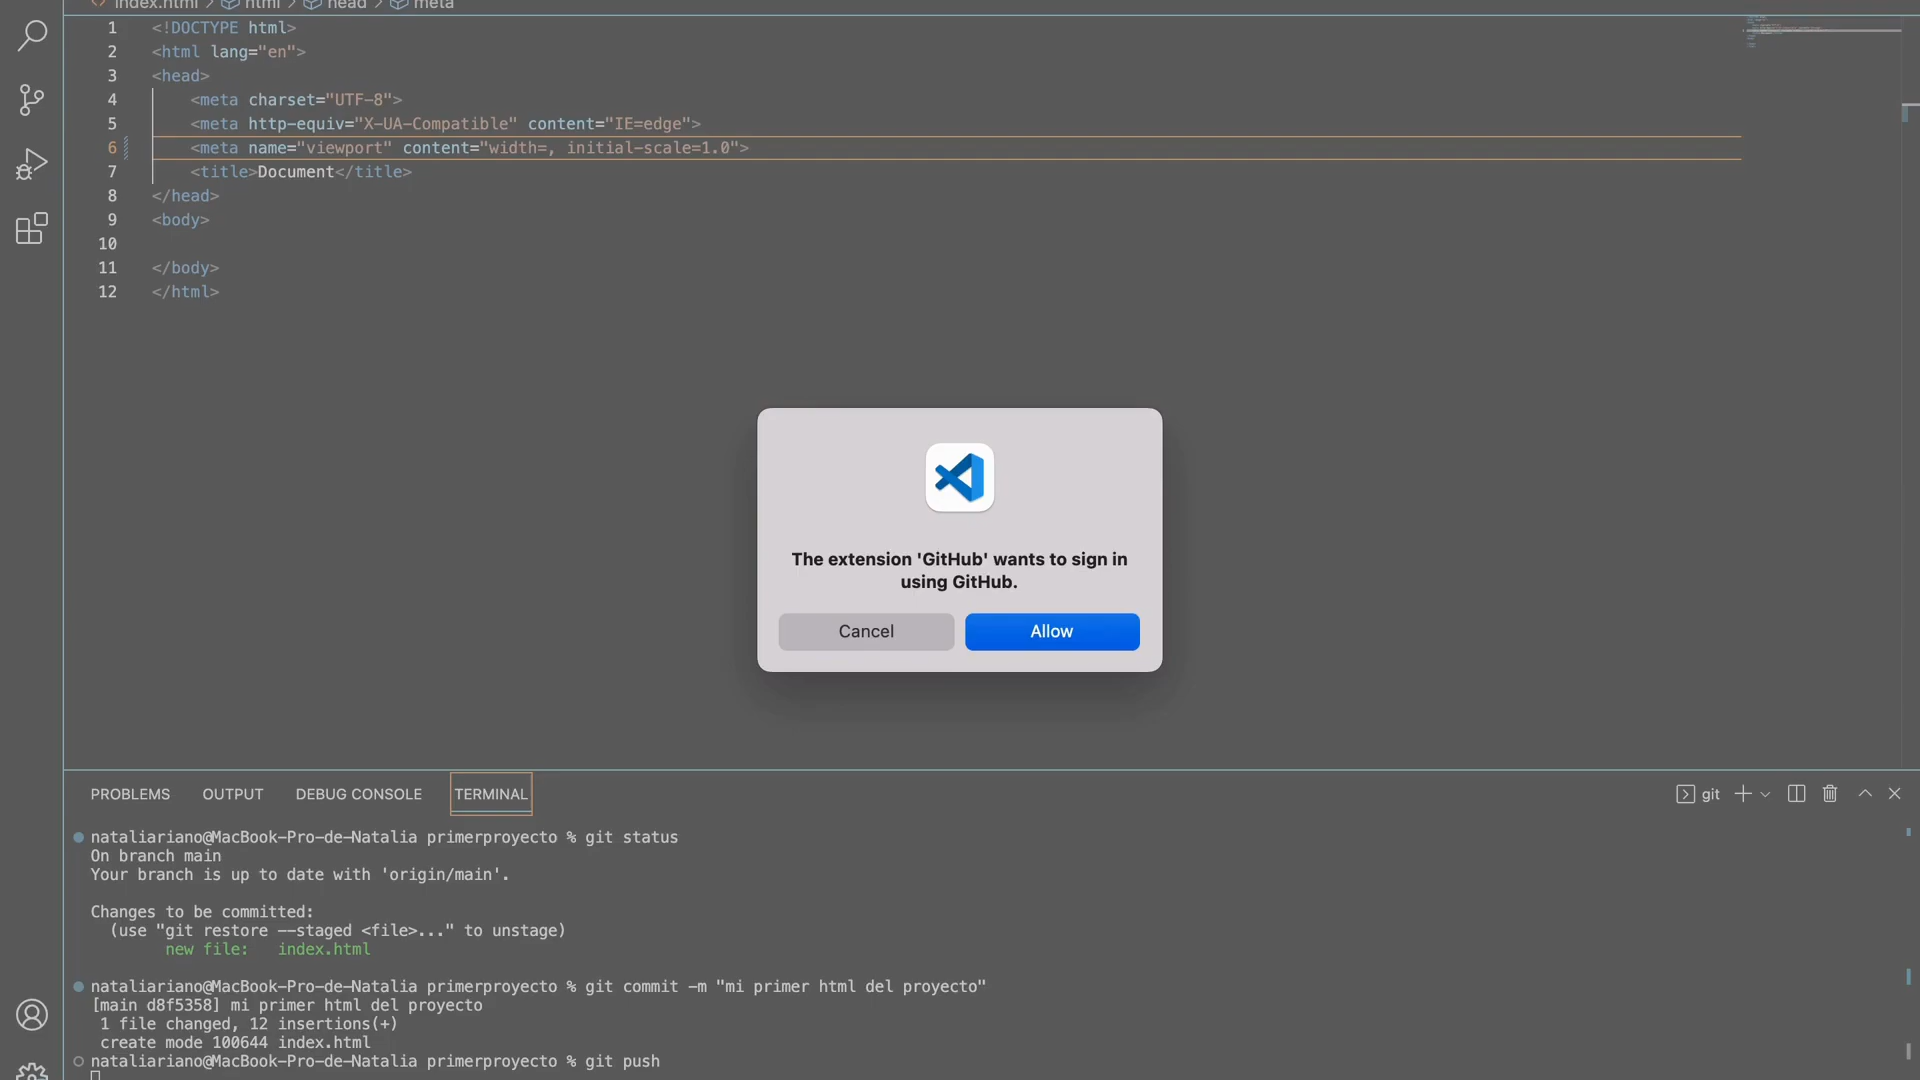 index.html > html > head > meta
1 <!DOCTYPE html>
2 <html lang="en">
3 <head>
4 <meta charset="UTF-8">
5 <meta http-equiv="X-UA-Compatible" content="IE=edge">
6 <meta name="viewport" content="width=, initial-scale=1.0">
7 <title>Document</title>
8 </head>
9 <body>
10
11 </body>
12 </html>
The extension 'GitHub' wants to sign in
using GitHub.
Cancel Allow
PROBLEMS OUTPUT DEBUG CONSOLE TERMINAL git
nataliariano@MacBook-Pro-de-Natalia primerproyecto % git status
On branch main
Your branch is up to date with 'origin/main'.
Changes to be committed:
(use "git restore --staged <file>..." to unstage)
new file: index.html
nataliariano@MacBook-Pro-de-Natalia primerproyecto % git commit -m "mi primer html del proyecto"
[main d8f5358] mi primer html del proyecto
1 file changed, 12 insertions(+)
create mode 100644 index.html
nataliariano@MacBook-Pro-de-Natalia primerproyecto % git push